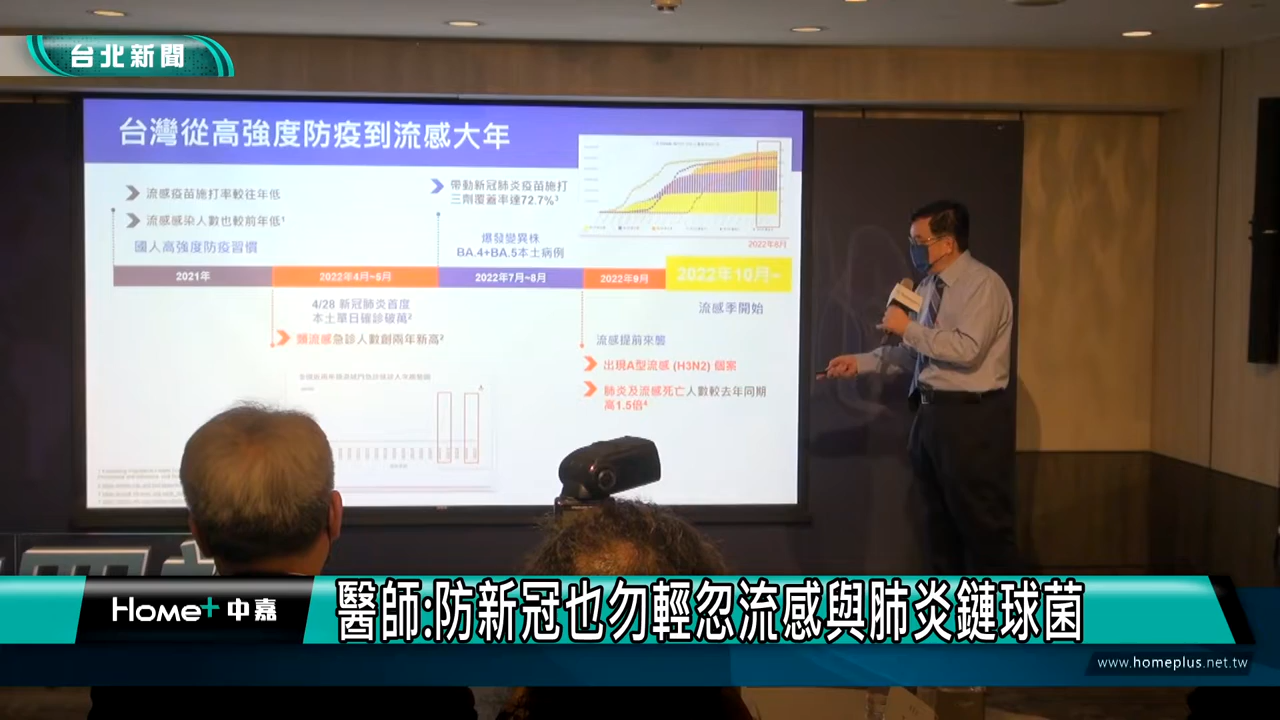 台北新聞
台灣從高強度防疫到流感大年
流感疫苗施打率較往年低
流感感染人數也較前年低¹
國人高強度防疫習慣
帶動新冠肺炎疫苗施打
三劑覆蓋率達72.7%³
爆發變異株
BA.4+BA.5本土病例
2022年6月
2021年
2022年4月~6月
2022年7月~8月
2022年9月
2022年10月~
4/28 新冠肺炎首度
本土單日確診破萬²
類流感急診人數創兩年新高²
流感季開始
流感提前來襲
出現A型流感 (H3N2) 個案
肺炎及流感死亡人數較去年同期
高1.5倍⁴
Home+中嘉
醫師:防新冠也勿輕忽流感與肺炎鏈球菌
www.homeplus.net.tw